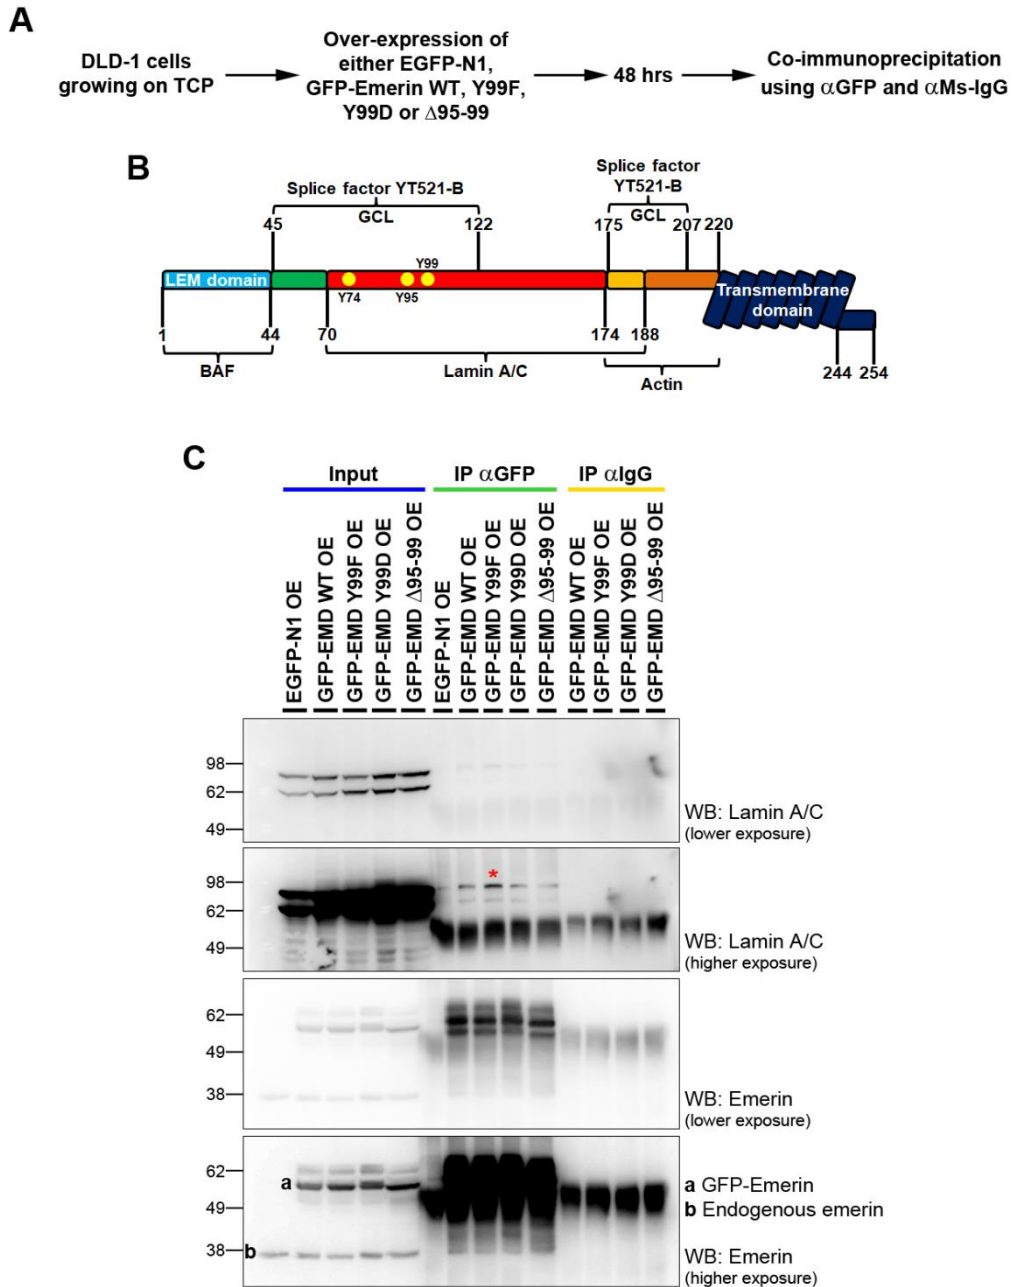 A
DLD-1 cells
growing on TCP
Over-expression of
either EGFP-N1,
GFP-Emerin WT, Y99F,
Y99D or Δ95-99
48 hrs
Co-immunoprecipitation
using αGFP and αMs-IgG
B
Splice factor YT521-B
GCL
45
122
Splice factor
YT521-B
GCL
175
207
220
LEM domain
Y74
Y95
Y99
Transmembrane
domain
1
44
70
174
188
244
254
BAF
Lamin A/C
Actin
C
Input
IP αGFP
IP αIgG
EGFP-N1 OE
GFP-EMD WT OE
GFP-EMD Y99F OE
GFP-EMD Y99D OE
GFP-EMD Δ95-99 OE
EGFP-N1 OE
GFP-EMD WT OE
GFP-EMD Y99F OE
GFP-EMD Y99D OE
GFP-EMD Δ95-99 OE
GFP-EMD WT OE
GFP-EMD Y99F OE
GFP-EMD Y99D OE
GFP-EMD Δ95-99 OE
98
62
49
WB: Lamin A/C
(lower exposure)
98
62
49
*
WB: Lamin A/C
(higher exposure)
62
49
38
WB: Emerin
(lower exposure)
62
49
38
a
b
a GFP-Emerin
b Endogenous emerin
WB: Emerin
(higher exposure)